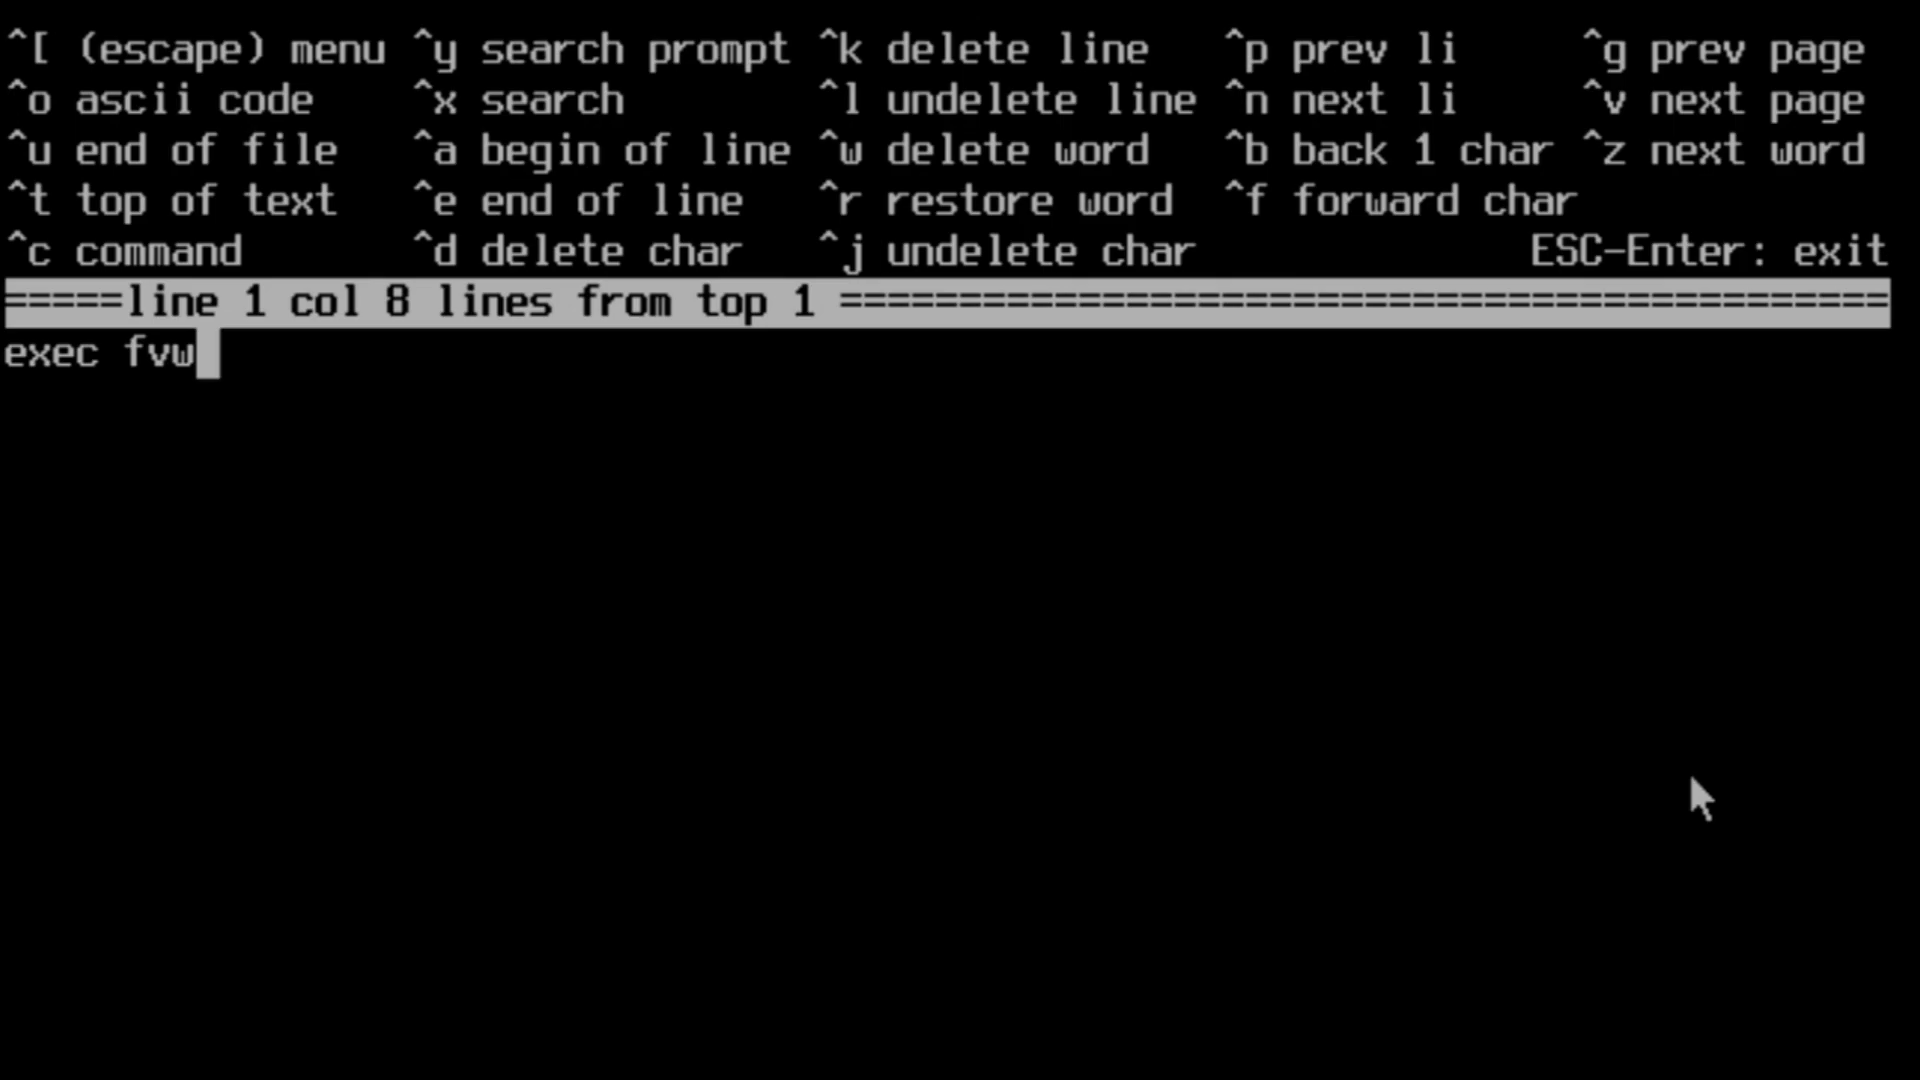 ^[ (escape) menu ^y search prompt ^k delete line ^p prev li ^g prev page
^o ascii code ^x search ^l undelete line ^n next li ^v next page
^u end of file ^a begin of line ^w delete word ^b back 1 char ^z next word
^t top of text ^e end of line ^r restore word ^f forward char
^c command ^d delete char ^j undelete char ESC-Enter: exit
=====line 1 col 8 lines from top 1 ============================================
exec fvw